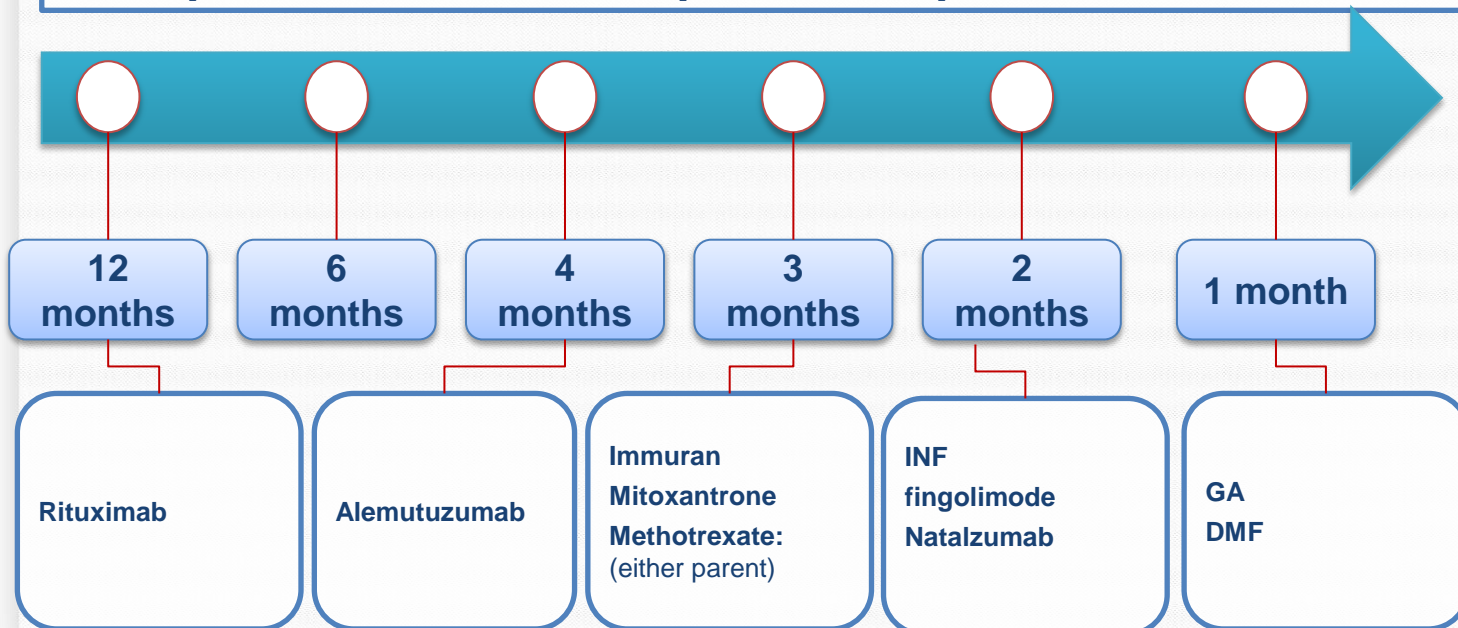 12
months
6
months
4
months
3
months
2
months
1 month
Rituximab
Alemutuzumab
Immuran
Mitoxantrone
Methotrexate:
(either parent)
INF
fingolimode
Natalzumab
GA
DMF